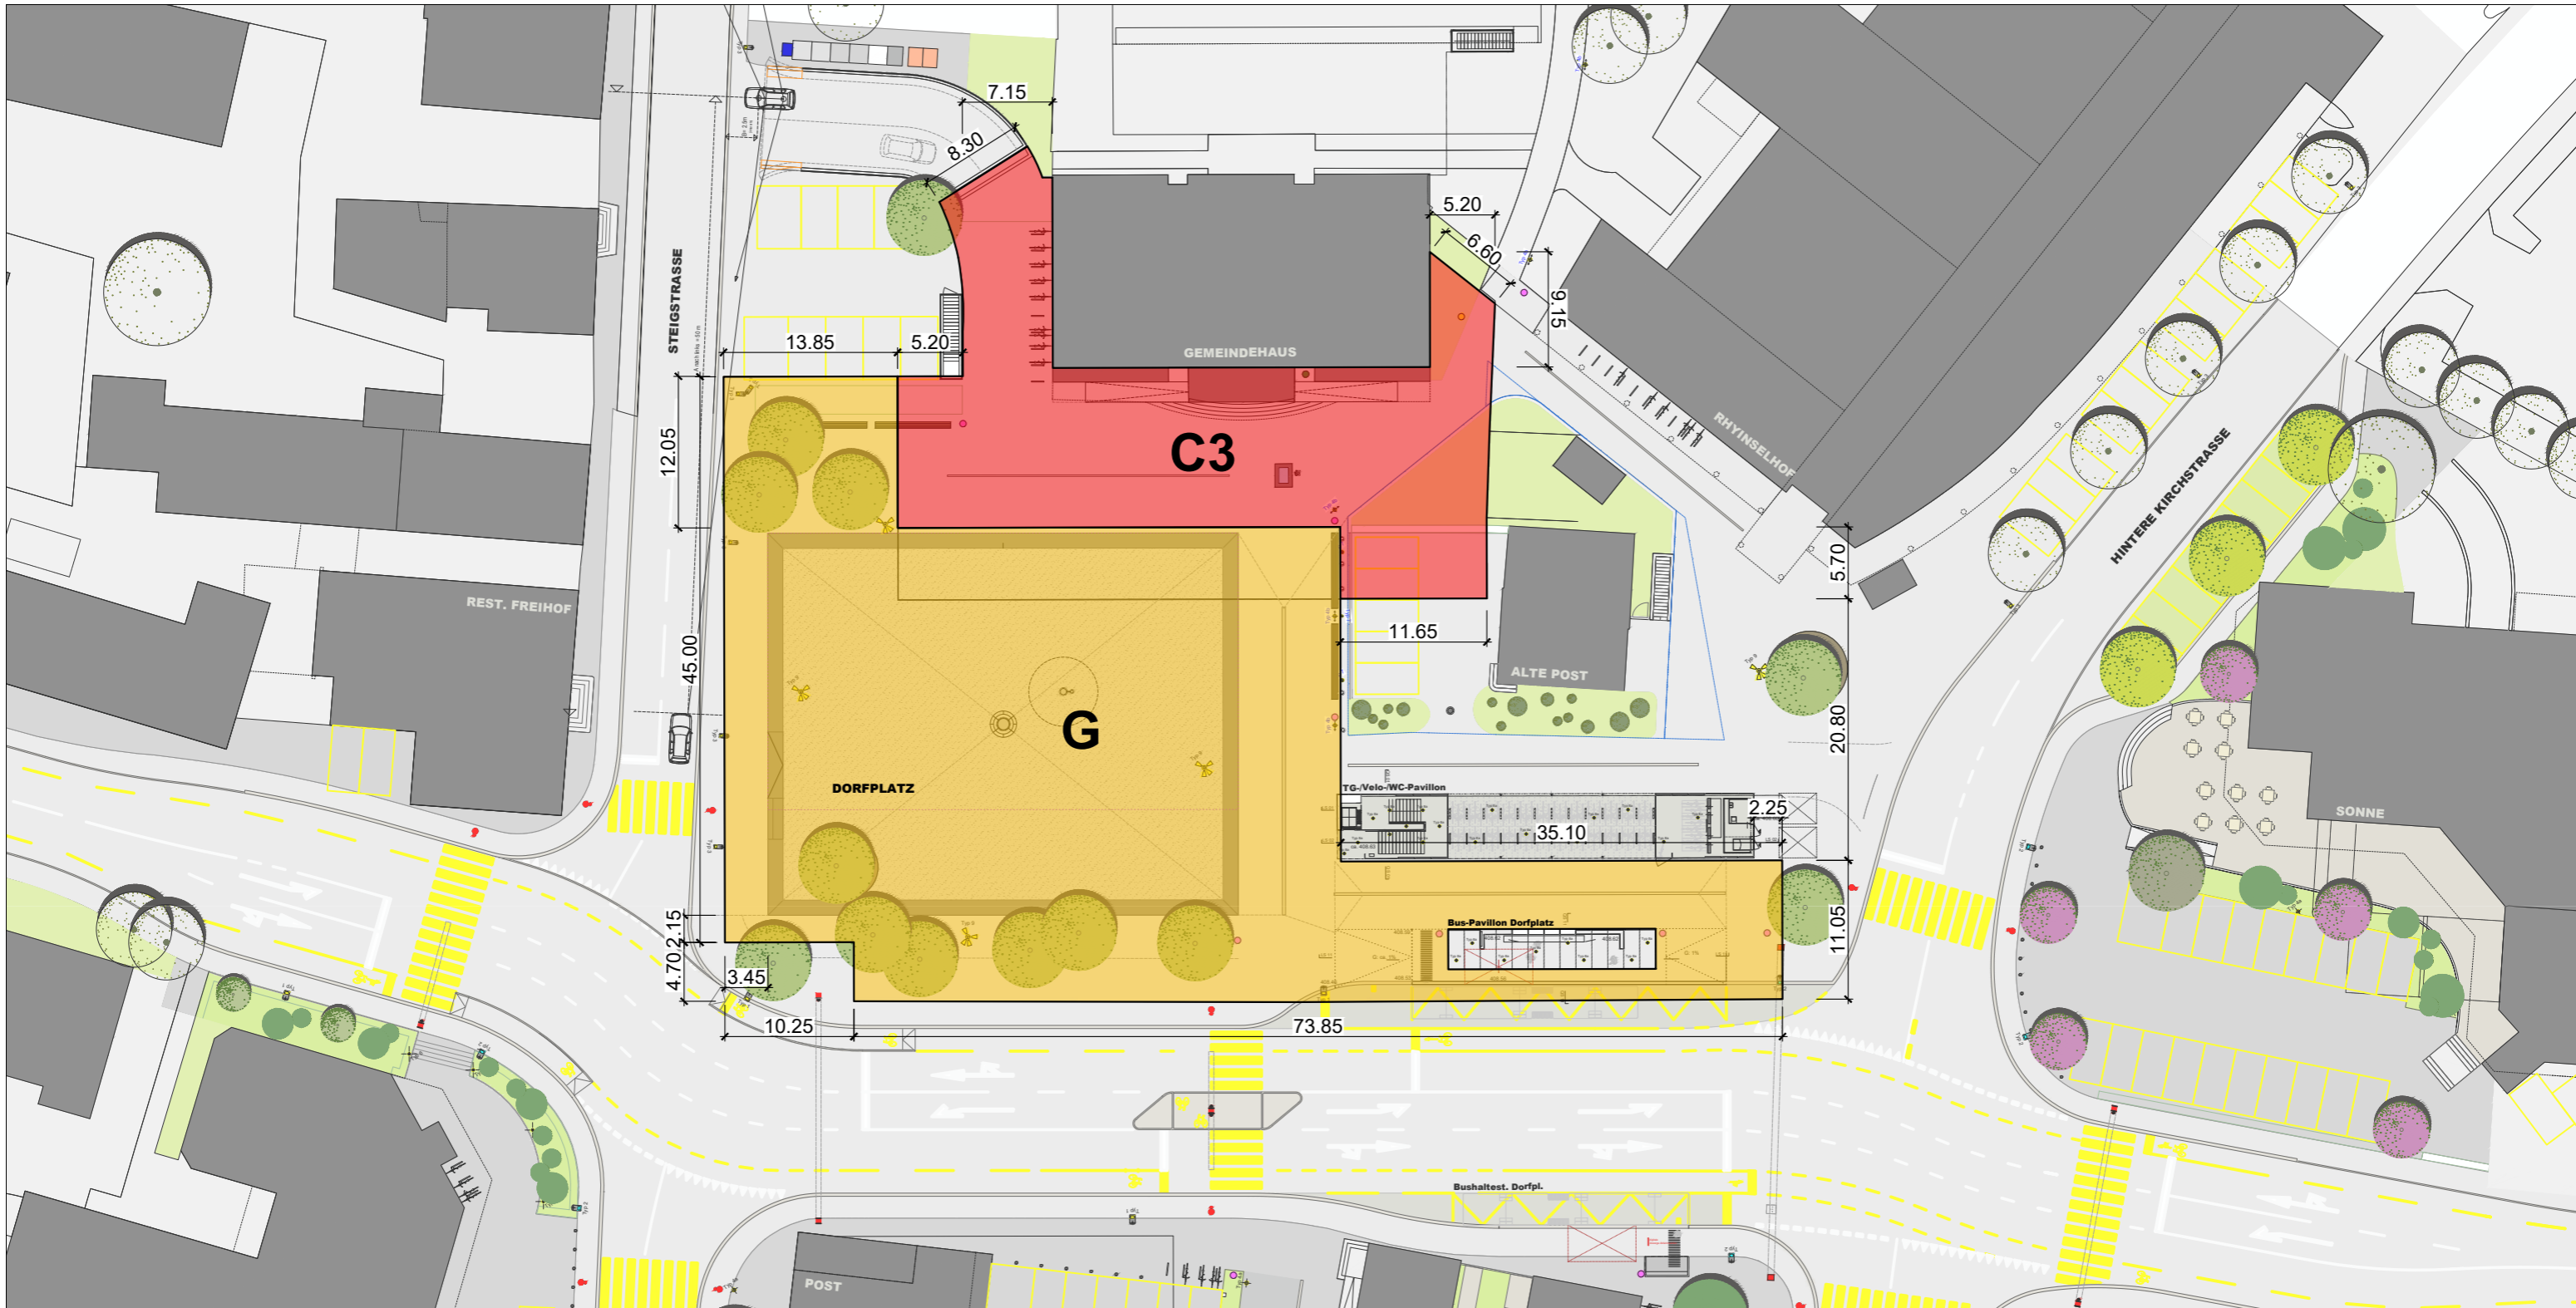 7.15
8.30
5.20
6.60
9.15
STEIGSTRASSE
13.85
5.20
GEMEINDEHAUS
RHYINSELHOF
HINTERE KIRCHSTRASSE
12.05
C3
5.70
REST. FREIHOF
45.00
11.65
ALTE POST
20.80
G
DORFPLATZ
TG-/Velo-/WC-Pavillon
2.25
35.10
SONNE
Bus-Pavillon Dorfplatz
11.05
2.15
4.70
3.45
10.25
73.85
Bushaltest. Dorfpl.
POST